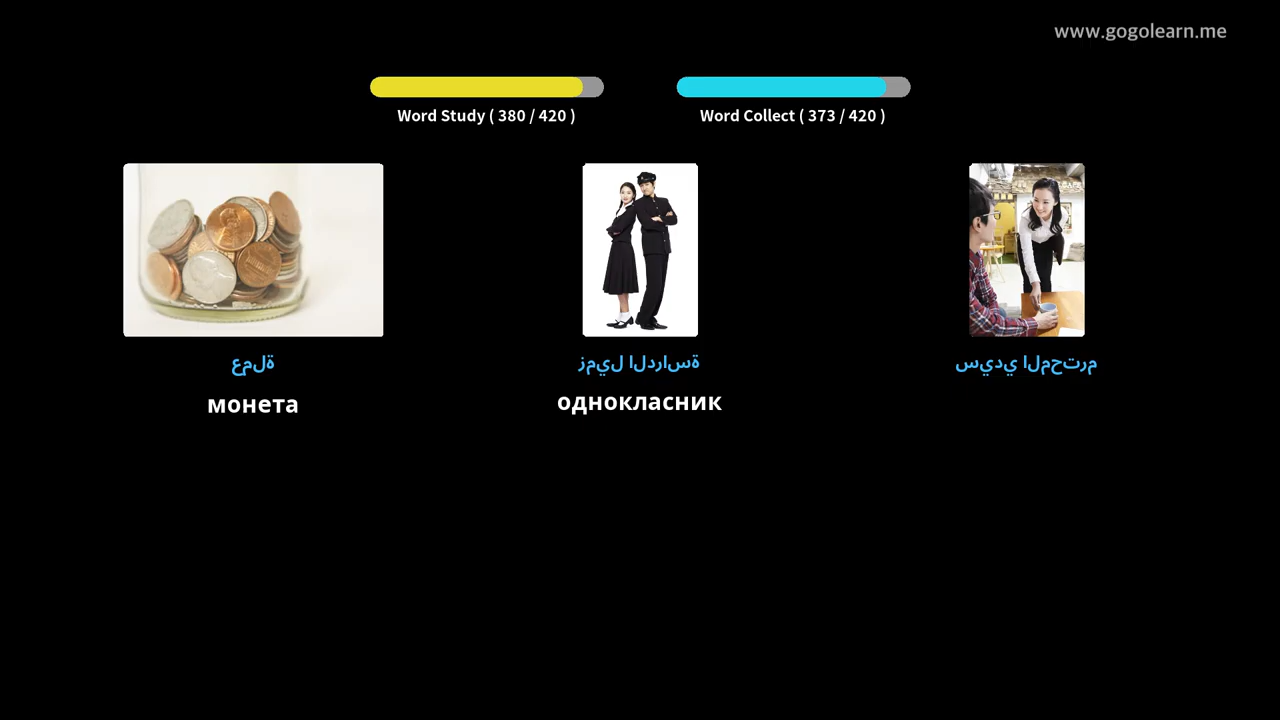 www.gogolearn.me
Word Study ( 380 / 420 )
Word Collect ( 373 / 420 )
عملة
زميل الدراسة
سيدي المحترم
монета
однокласник